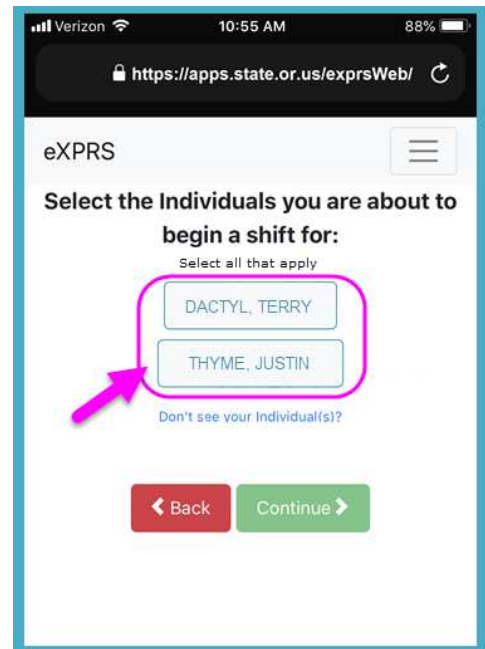 Verizon 10:55 AM 88%
https://apps.state.or.us/exprsWeb/
eXPRS
Select the Individuals you are about to
begin a shift for:
Select all that apply
DACTYL, TERRY
THYME, JUSTIN
Don't see your Individual(s)?
Back Continue